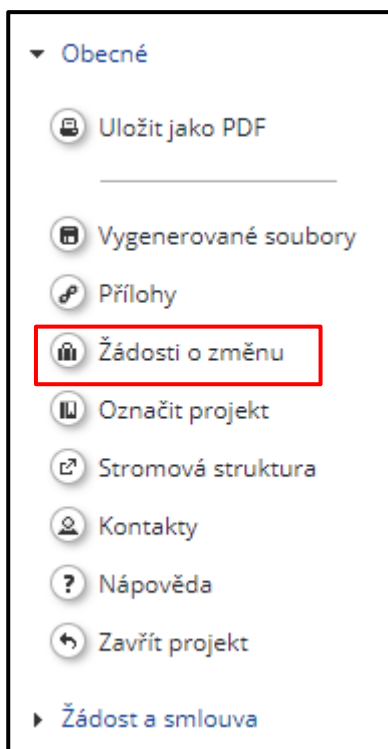 Obecné
Uložit jako PDF
Vygenerované soubory
Přílohy
Žádosti o změnu
Označit projekt
Stromová struktura
Kontakty
Nápověda
Zavřít projekt
Žádost a smlouva